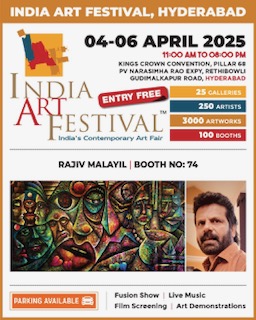 INDIA ART FESTIVAL, HYDERABAD
04-06 APRIL 2025
11:00 AM TO 08:00 PM
KINGS CROWN CONVENTION, PILLAR 68
PV NARASIMHA RAO EXPY, RETHIBOWLI
GUDIMALKAPUR ROAD, HYDERABAD
INDIA
ART
FESTIVAL™
India's Contemporary Art Fair
ENTRY FREE
25 GALLERIES
250 ARTISTS
3000 ARTWORKS
100 BOOTHS
RAJIV MALAYIL | BOOTH NO: 74
PARKING AVAILABLE
Fusion Show | Live Music
Film Screening | Art Demonstrations